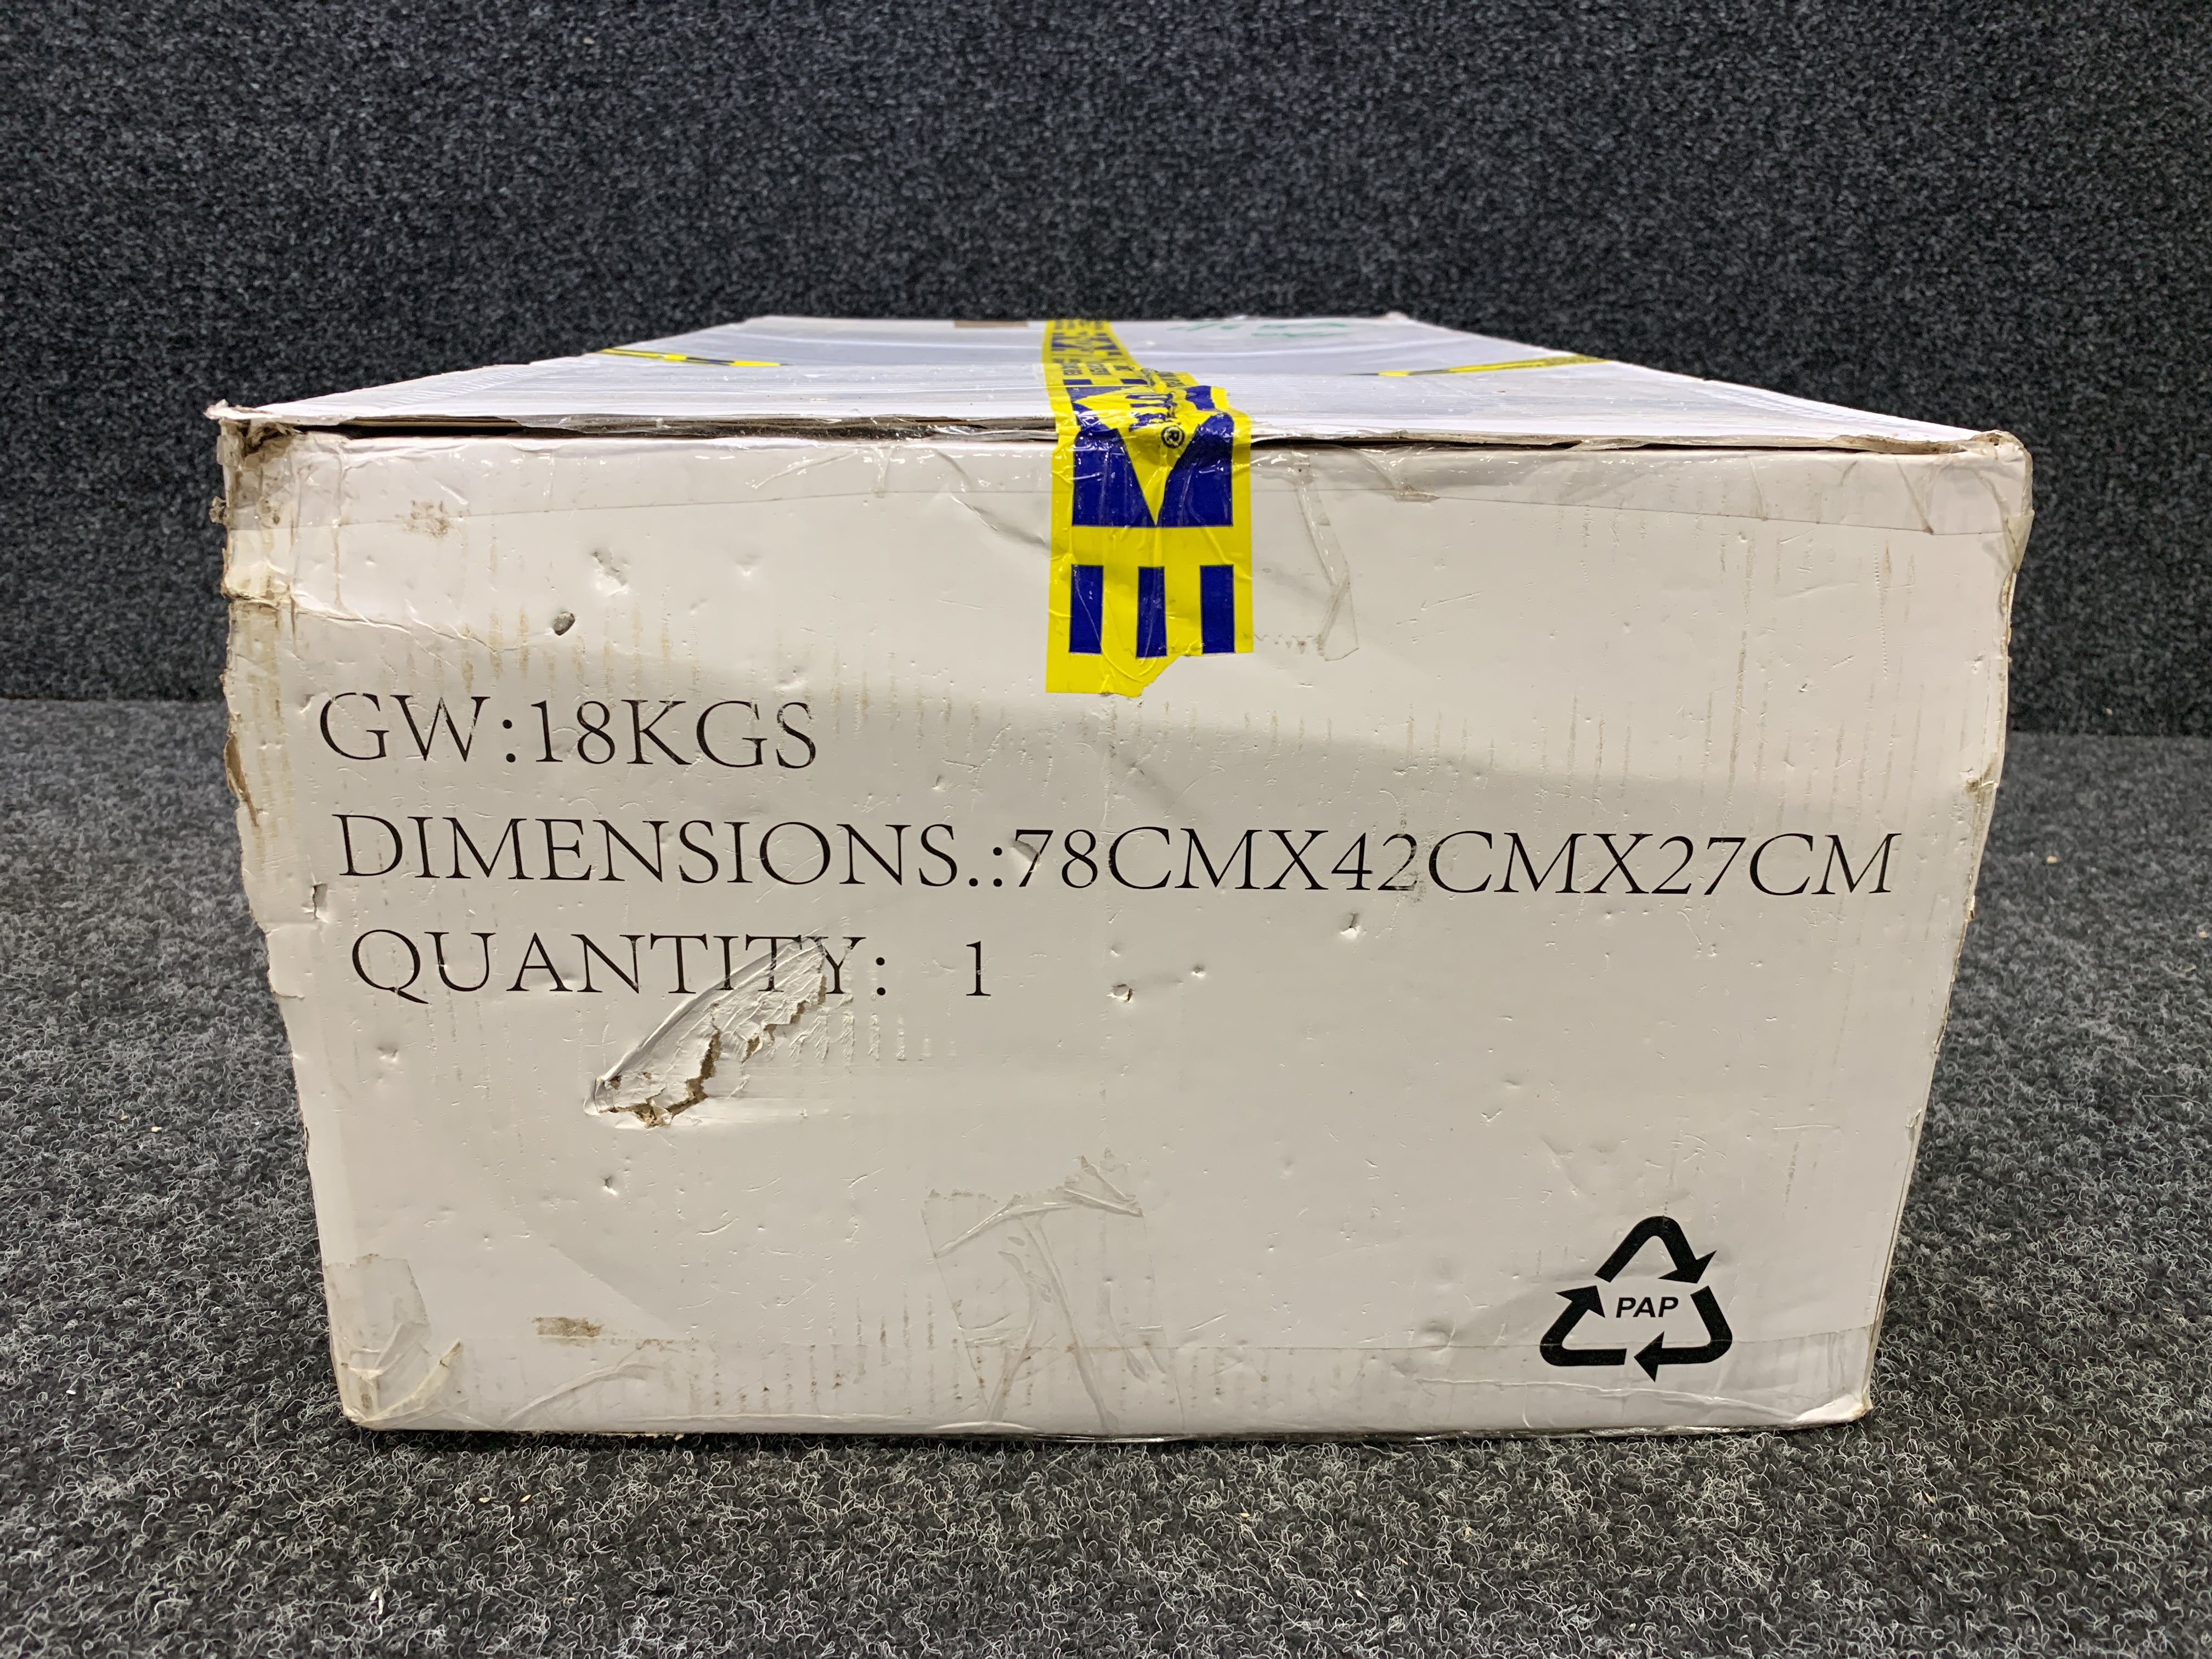 ®
GW:18KGS
DIMENSIONS.:78CMX42CMX27CM
QUANTITY: 1
PAP